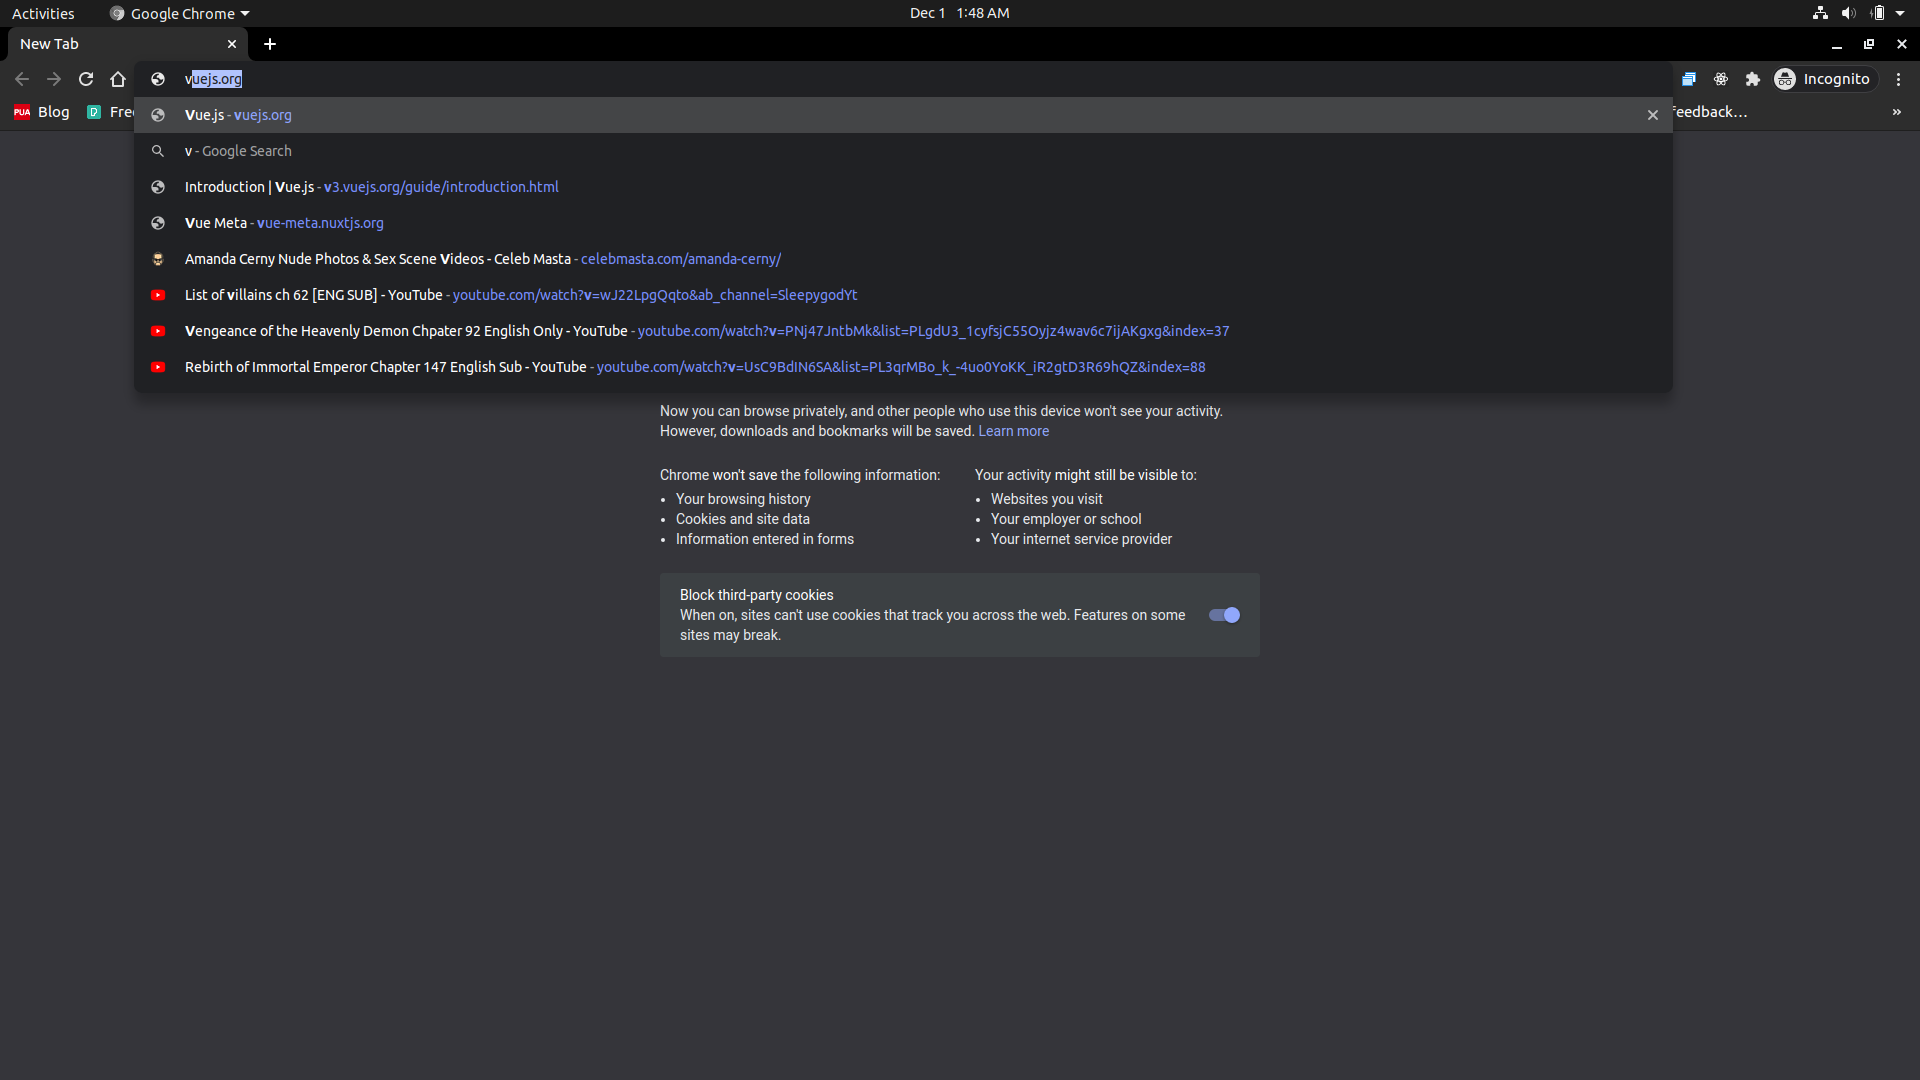 Activities
Google Chrome
Dec 1 1:48 AM
New Tab
vuejs.org
Incognito
PUA Blog
Free
feedback...
»
Vue.js - vuejs.org
v - Google Search
Introduction | Vue.js - v3.vuejs.org/guide/introduction.html
Vue Meta - vue-meta.nuxtjs.org
Amanda Cerny Nude Photos & Sex Scene Videos - Celeb Masta - celebmasta.com/amanda-cerny/
List of villains ch 62 [ENG SUB] - YouTube - youtube.com/watch?v=wJ22LpgQqto&ab_channel=SleepygodYt
Vengeance of the Heavenly Demon Chpater 92 English Only - YouTube - youtube.com/watch?v=PNj47JntbMk&list=PLgdU3_1cyfsjC55Oyjz4wav6c7ijAKgxg&index=37
Rebirth of Immortal Emperor Chapter 147 English Sub - YouTube - youtube.com/watch?v=UsC9BdIN6SA&list=PL3qrMBo_k_-4uo0YoKK_iR2gtD3R69hQZ&index=88
Now you can browse privately, and other people who use this device won't see your activity.
However, downloads and bookmarks will be saved. Learn more
Chrome won't save the following information:
• Your browsing history
• Cookies and site data
• Information entered in forms
Your activity might still be visible to:
• Websites you visit
• Your employer or school
• Your internet service provider
Block third-party cookies
When on, sites can't use cookies that track you across the web. Features on some
sites may break.